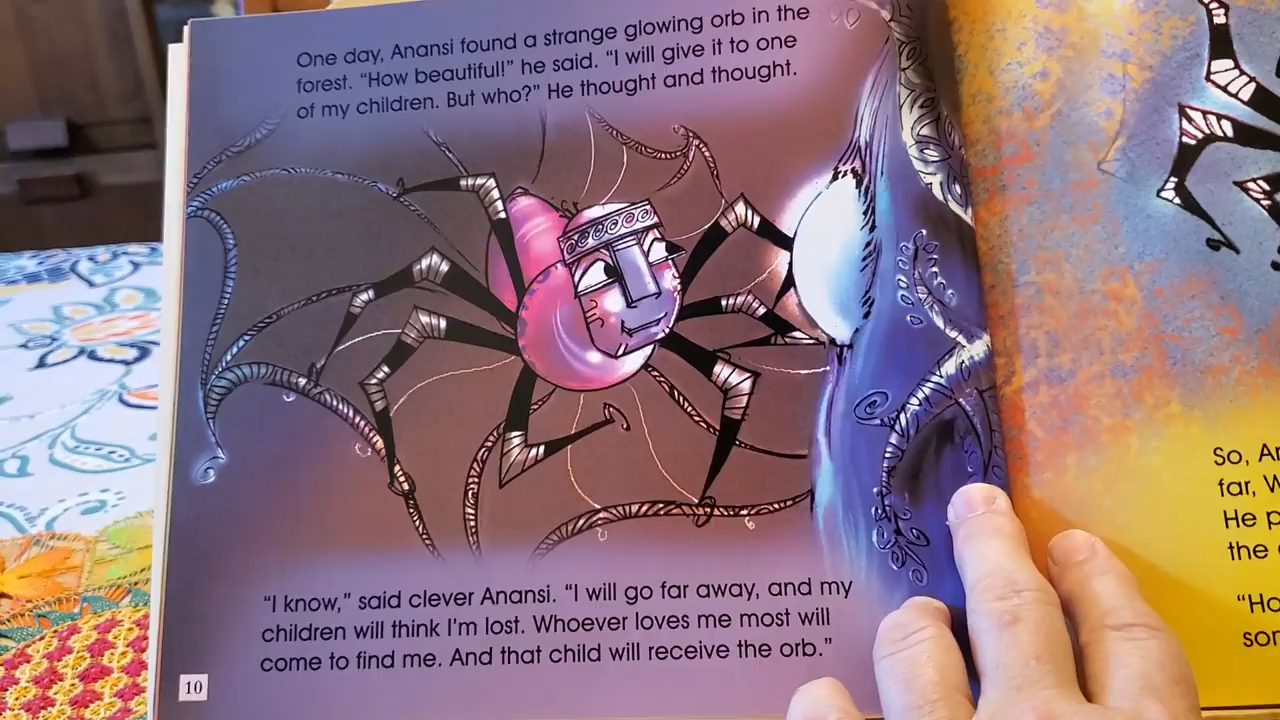 One day, Anansi found a strange glowing orb in the
forest. “How beautiful!” he said. “I will give it to one
of my children. But who?” He thought and thought.
“I know,” said clever Anansi. “I will go far away, and my
children will think I'm lost. Whoever loves me most will
come to find me. And that child will receive the orb.”
10
So,
far,
He
the